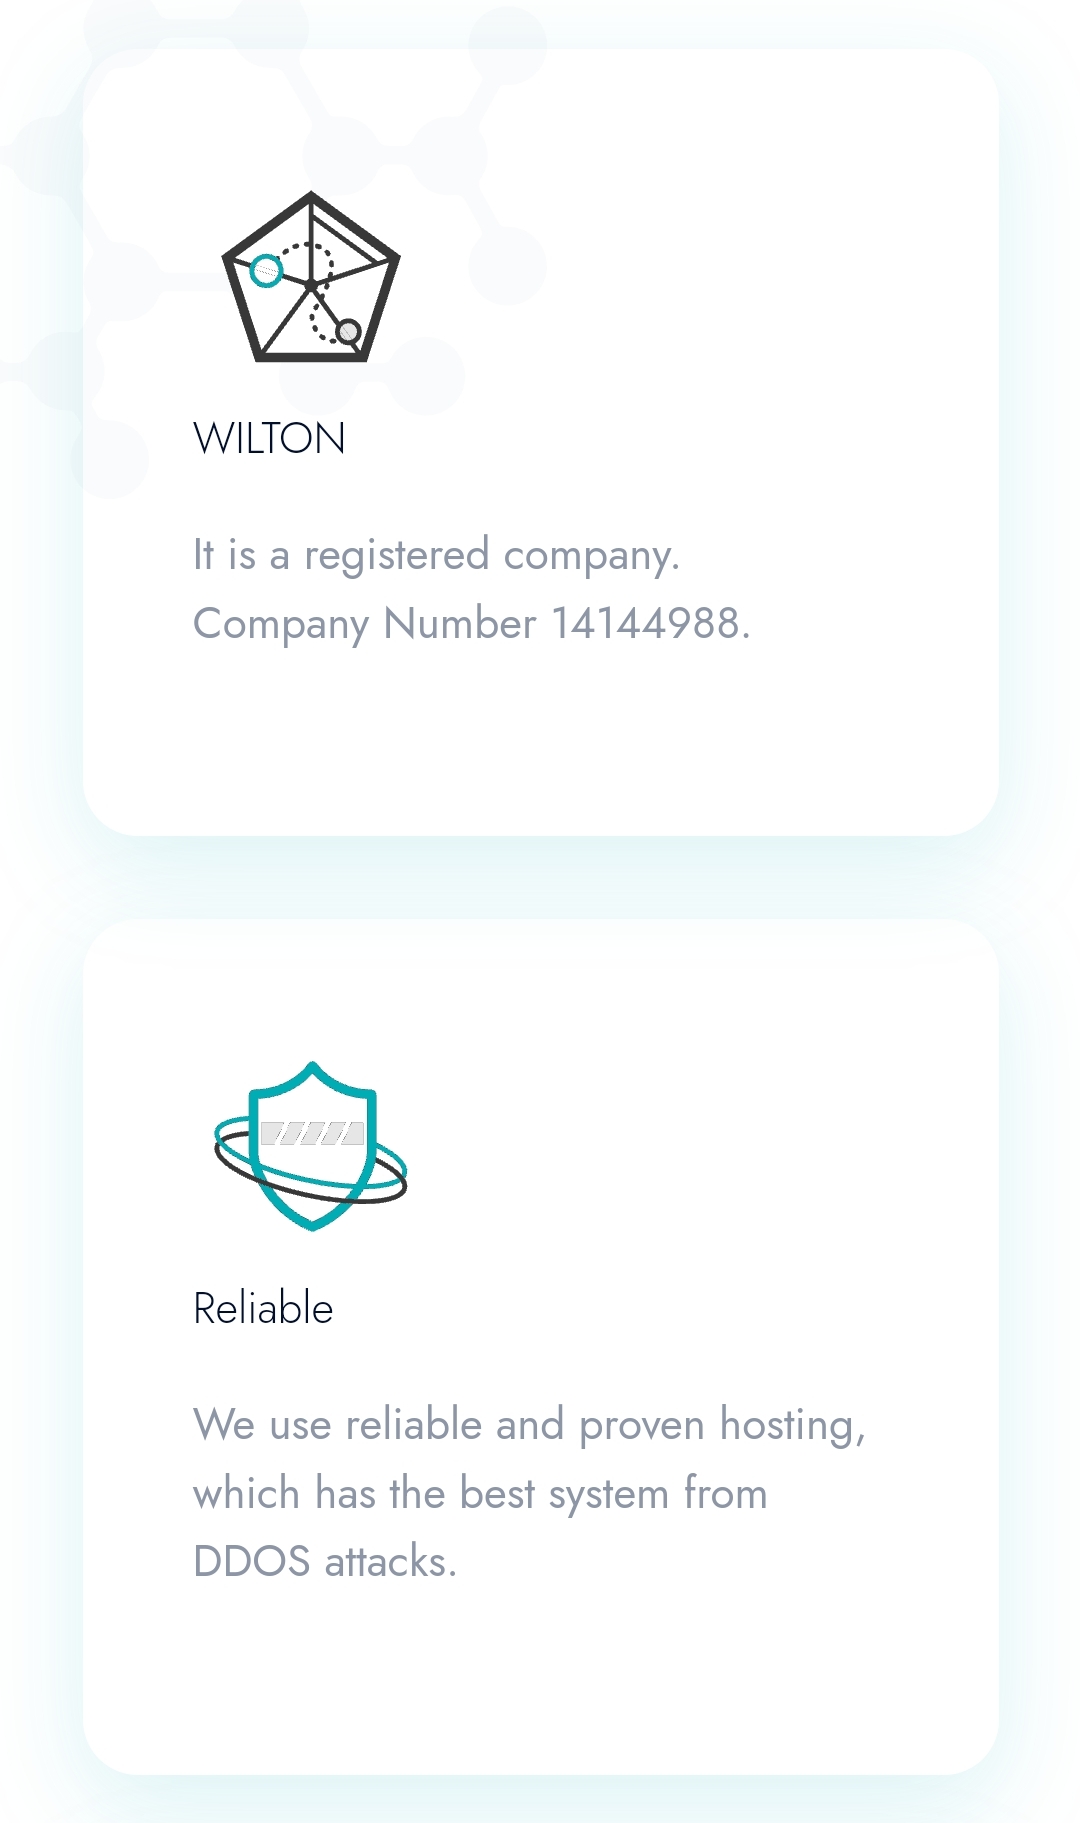 WILTON
It is a registered company.
Company Number 14144988.
Reliable
We use reliable and proven hosting,
which has the best system from
DDOS attacks.